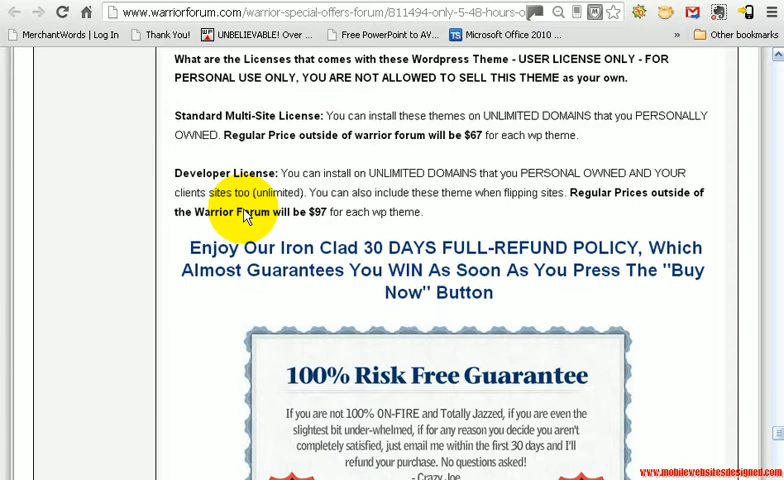 www.warriorforum.com/warrior-special-offers-forum/811494-only-5-48-hours-o
MerchantWords | Log In
Thank You!
UNBELIEVABLE! Over ...
Free PowerPoint to AV...
Microsoft Office 2010 ...
»
Other bookmarks
What are the Licenses that comes with these Wordpress Theme - USER LICENSE ONLY - FOR
PERSONAL USE ONLY, YOU ARE NOT ALLOWED TO SELL THIS THEME as your own.
Standard Multi-Site License: You can install these themes on UNLIMITED DOMAINS that you PERSONALLY
OWNED. Regular Price outside of warrior forum will be $67 for each wp theme.
Developer License: You can install on UNLIMITED DOMAINS that you PERSONAL OWNED AND YOUR
clients sites too (unlimited). You can also include these theme when flipping sites. Regular Prices outside of
the Warrior Forum will be $97 for each wp theme.
Enjoy Our Iron Clad 30 DAYS FULL-REFUND POLICY, Which
Almost Guarantees You WIN As Soon As You Press The "Buy
Now" Button
100% Risk Free Guarantee
If you are not 100% ON-FIRE and Totally Jazzed, if you are even the
slightest bit under-whelmed, if for any reason you decide you aren't
completely satisfied, just email me within the first 30 days and I'll
refund your purchase. No questions asked!
- Crazy Joe
www.mobilewebsitesdesigned.com